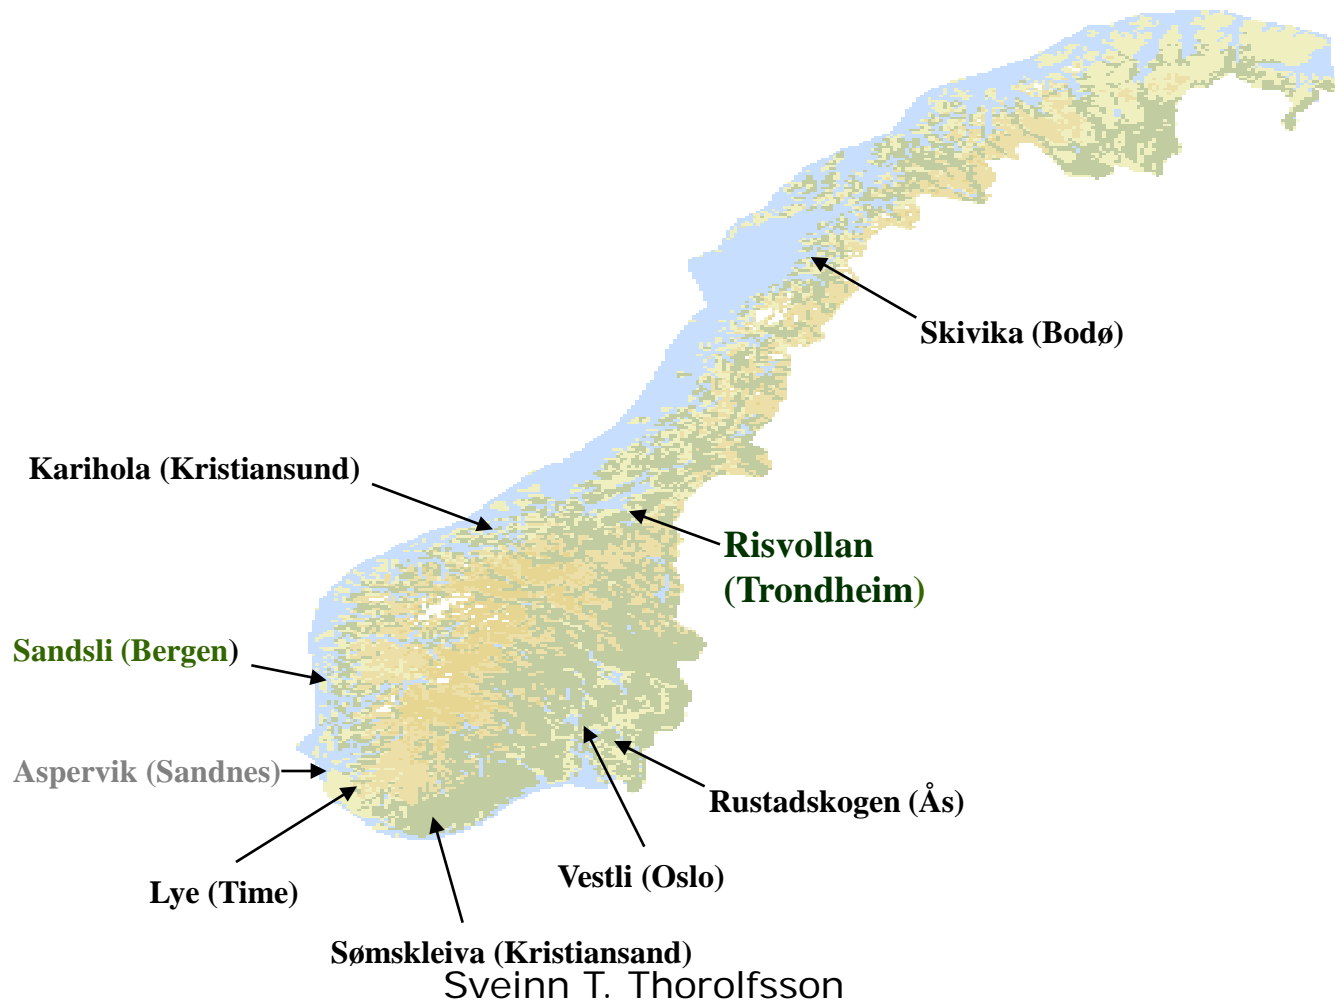 Skivika (Bodø)
Karihola (Kristiansund)
Risvollan
(Trondheim)
Sandsli (Bergen)
Aspervik (Sandnes)
Rustadskogen (Ås)
Vestli (Oslo)
Lye (Time)
Sømskleiva (Kristiansand)
Sveinn T. Thorolfsson